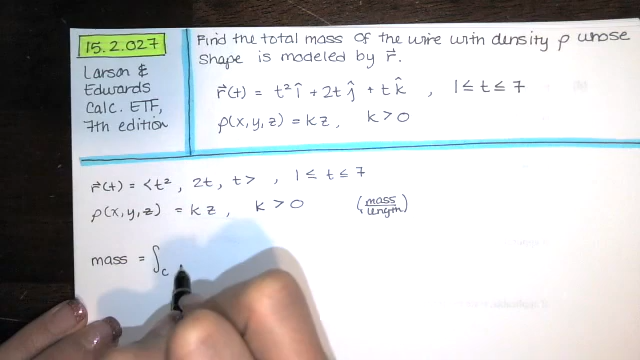 15.2.027
Larson &
Edwards
Calc. ETF,
7th edition
Find the total mass of the wire with density ρ whose
shape is modeled by r⃗.
r⃗(t) = t² î + 2t ĵ + t k̂ , 1 ≤ t ≤ 7
ρ(x,y,z) = kz , k > 0
r⃗(t) = <t², 2t, t> , 1 ≤ t ≤ 7
ρ(x,y,z) = kz , k > 0 (mass/length)
mass = ∫_C